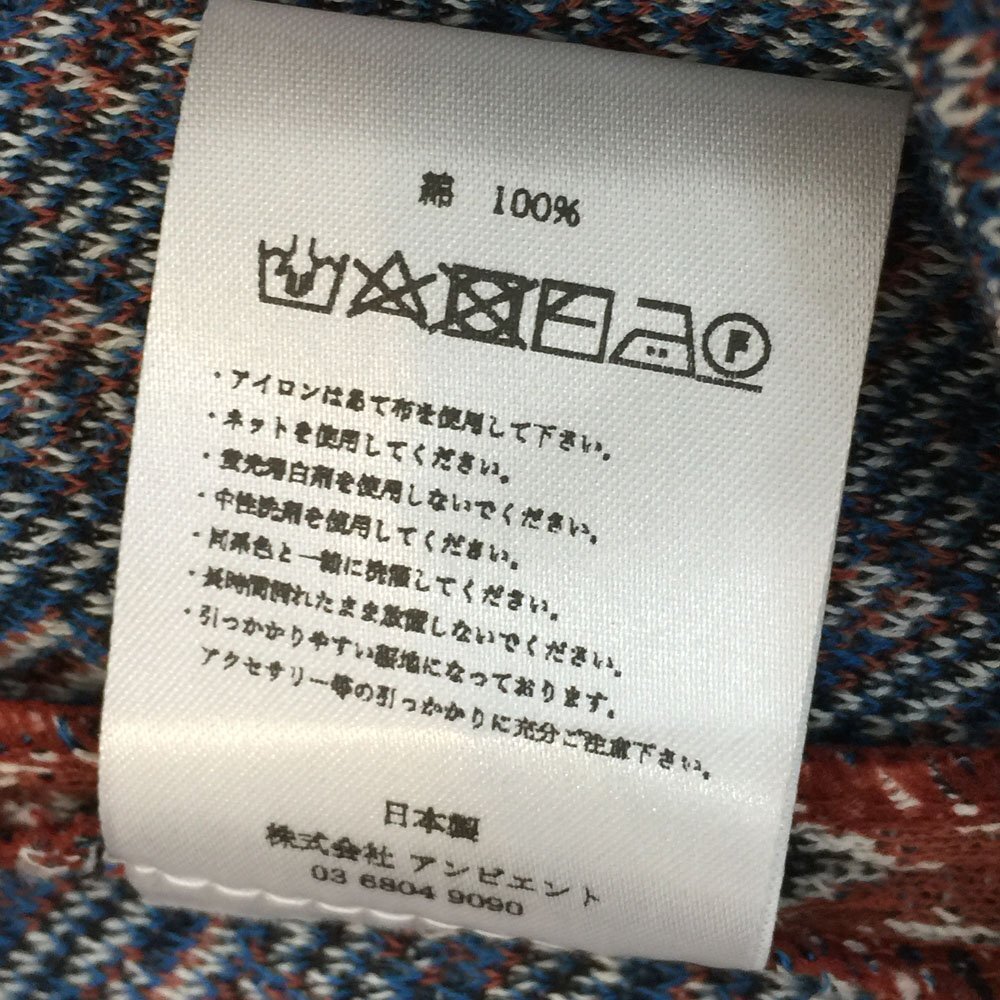 綿 100%
F
・アイロンはあて布を使用して下さい。
・ネットを使用してください。
・蛍光増白剤を使用しないでください。
・中性洗剤を使用してください。
・同系色と一緒に洗濯してください。
・長時間濡れたまま放置しないでください。
・引っかかりやすい編地になっております。
アクセサリー等の引っかかりに充分ご注意下さい。
日本製
株式会社 アンビエント
03 6804 9090